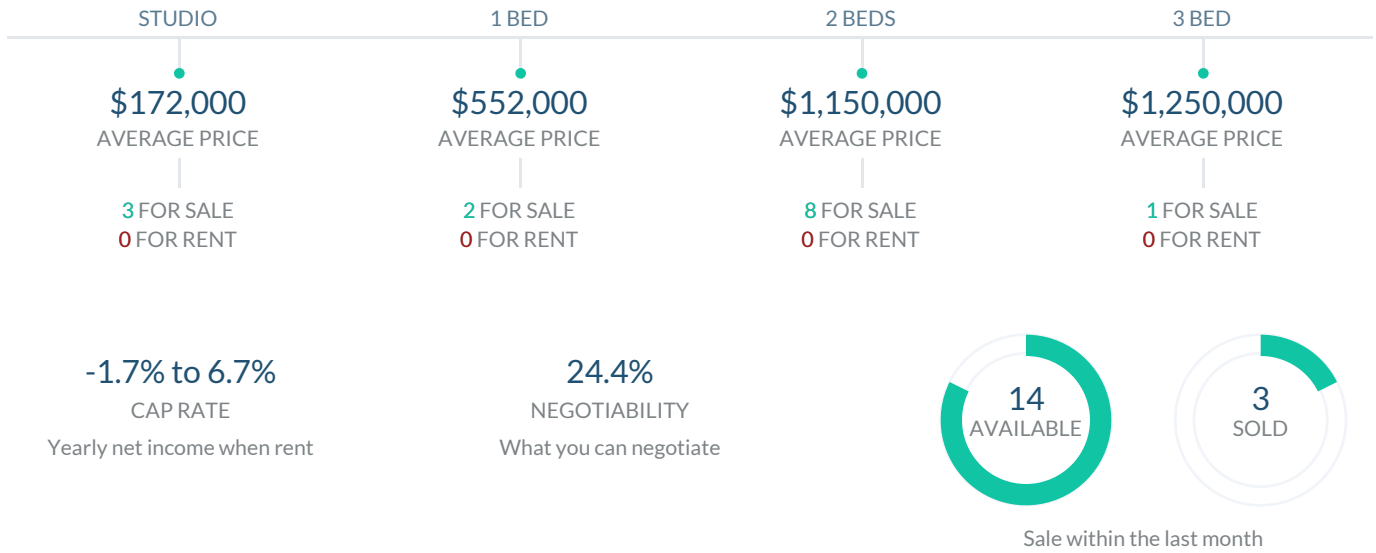 STUDIO
1 BED
2 BEDS
3 BED
$172,000
$552,000
$1,150,000
$1,250,000
AVERAGE PRICE
AVERAGE PRICE
AVERAGE PRICE
AVERAGE PRICE
3 FOR SALE
2 FOR SALE
8 FOR SALE
1 FOR SALE
0 FOR RENT
0 FOR RENT
0 FOR RENT
0 FOR RENT
-1.7% to 6.7%
CAP RATE
Yearly net income when rent
24.4%
NEGOTIABILITY
What you can negotiate
14
AVAILABLE
3
SOLD
Sale within the last month